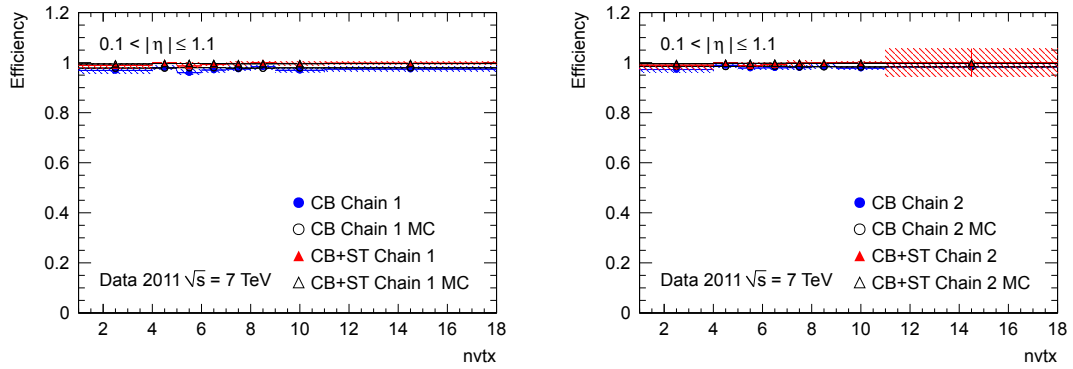 Efficiency
1.2
1
0.8
0.6
0.4
0.2
0
0.1 < | η | ≤ 1.1
CB Chain 1
CB Chain 1 MC
CB+ST Chain 1
CB+ST Chain 1 MC
Data 2011 √s = 7 TeV
2 4 6 8 10 12 14 16 18
nvtx
Efficiency
1.2
1
0.8
0.6
0.4
0.2
0
0.1 < | η | ≤ 1.1
CB Chain 2
CB Chain 2 MC
CB+ST Chain 2
CB+ST Chain 2 MC
Data 2011 √s = 7 TeV
2 4 6 8 10 12 14 16 18
nvtx